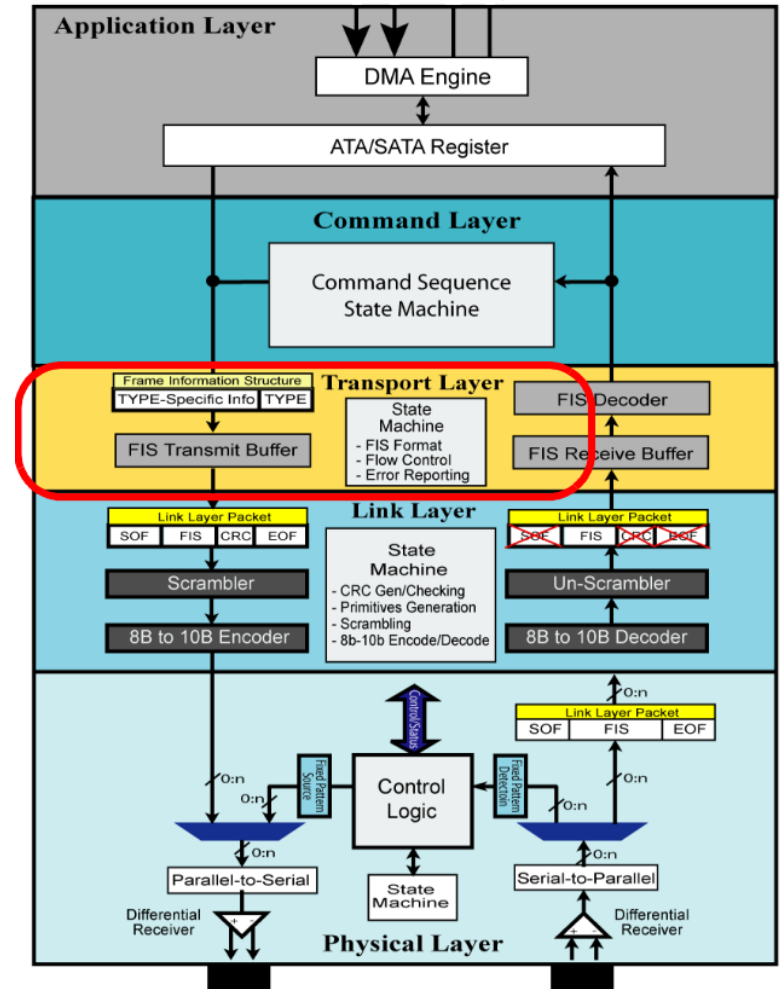 Application Layer
DMA Engine
ATA/SATA Register
Command Layer
Command Sequence
State Machine
Transport Layer
Frame Information Structure
TYPE-Specific Info TYPE
FIS Transmit Buffer
State
Machine
- FIS Format
- Flow Control
- Error Reporting
FIS Decoder
FIS Receive Buffer
Link Layer
Link Layer Packet
SOF FIS CRC EOF
Scrambler
8B to 10B Encoder
State
Machine
- CRC Gen/Checking
- Primitives Generation
- Scrambling
- 8b-10b Encode/Decode
Link Layer Packet
SOF FIS CRC EOF
Un-Scrambler
8B to 10B Decoder
0:n
Link Layer Packet
SOF FIS EOF
Control/Status
0:n
0:n
Fixed Pattern
Source
Control
Logic
Fixed Pattern
Detectoin
0:n
0:n
0:n
0:n
Parallel-to-Serial
State
Machine
Serial-to-Parallel
Differential
Receiver
+ -
+ -
Differential
Receiver
Physical Layer